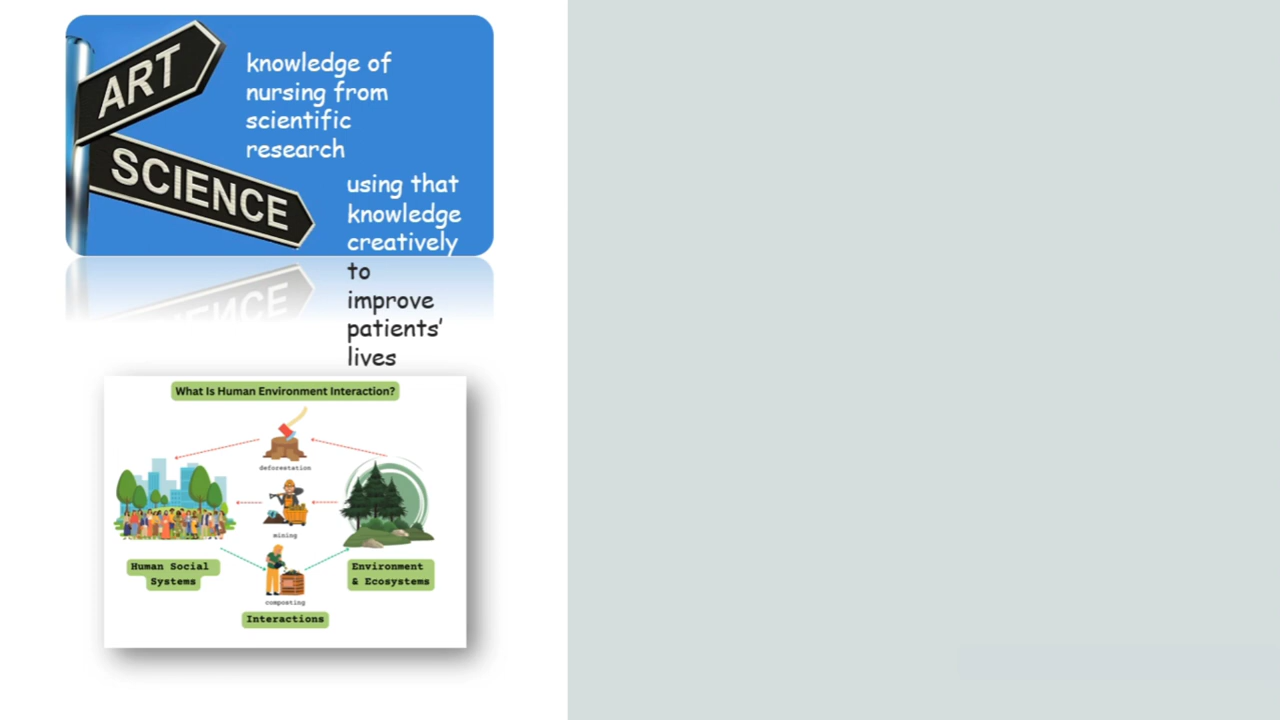 ART
SCIENCE
knowledge of
nursing from
scientific
research
using that
knowledge
creatively
to
improve
patients’
lives
What Is Human Environment Interaction?
deforestation
mining
Human Social
Systems
Environment
& Ecosystems
composting
Interactions